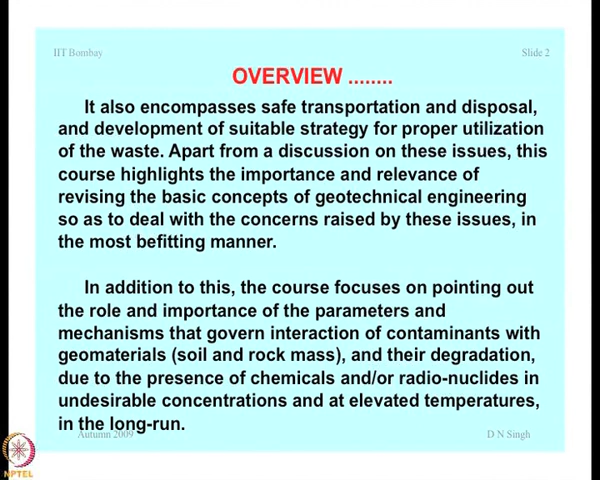 IIT Bombay
Slide 2
OVERVIEW ........
It also encompasses safe transportation and disposal,
and development of suitable strategy for proper utilization
of the waste. Apart from a discussion on these issues, this
course highlights the importance and relevance of
revising the basic concepts of geotechnical engineering
so as to deal with the concerns raised by these issues, in
the most befitting manner.
In addition to this, the course focuses on pointing out
the role and importance of the parameters and
mechanisms that govern interaction of contaminants with
geomaterials (soil and rock mass), and their degradation,
due to the presence of chemicals and/or radio-nuclides in
undesirable concentrations and at elevated temperatures,
in the long-run.
Autumn 2009
D N Singh
NPTEL